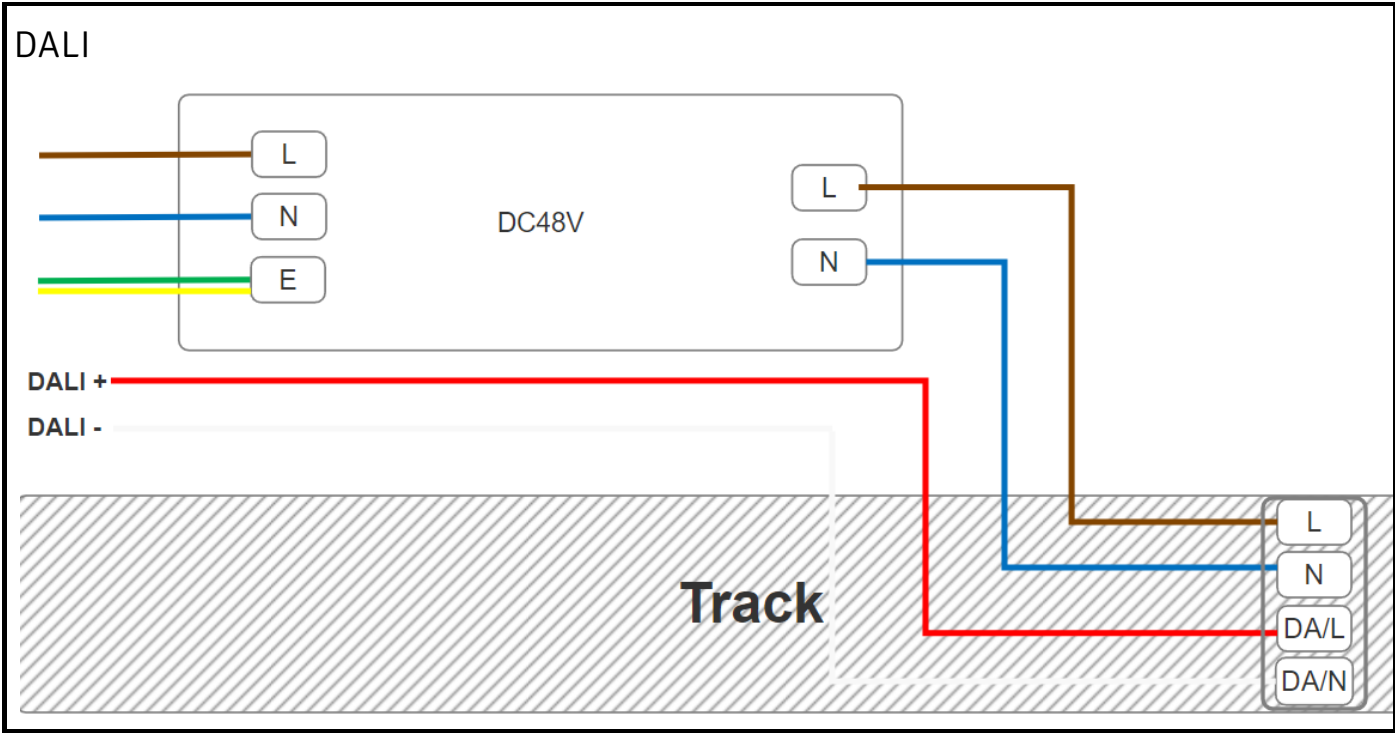 DALI
L
N
E
DC48V
L
N
DALI +
DALI -
Track
L
N
DA/L
DA/N